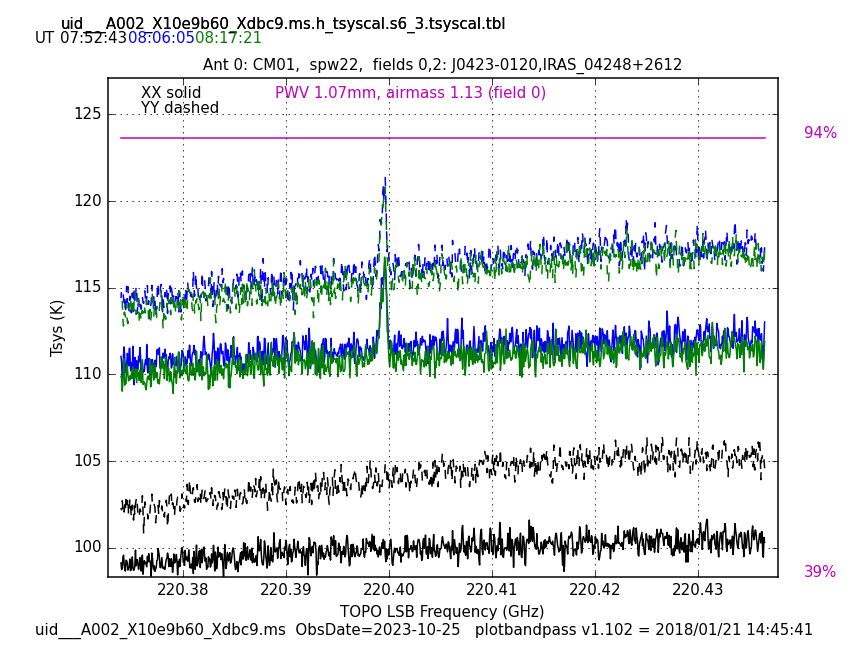 uid___A002_X10e9b60_Xdbc9.ms.h_tsyscal.s6_3.tsyscal.tbl
UT 07:52:43 08:06:05 08:17:21
Ant 0: CM01,  spw22,  fields 0,2: J0423-0120,IRAS_04248+2612
XX solid PWV 1.07mm, airmass 1.13 (field 0)
YY dashed
125
94%
120
115
Tsys (K)
110
105
100
39%
220.38 220.39 220.40 220.41 220.42 220.43
TOPO LSB Frequency (GHz)
uid___A002_X10e9b60_Xdbc9.ms  ObsDate=2023-10-25   plotbandpass v1.102 = 2018/01/21 14:45:41